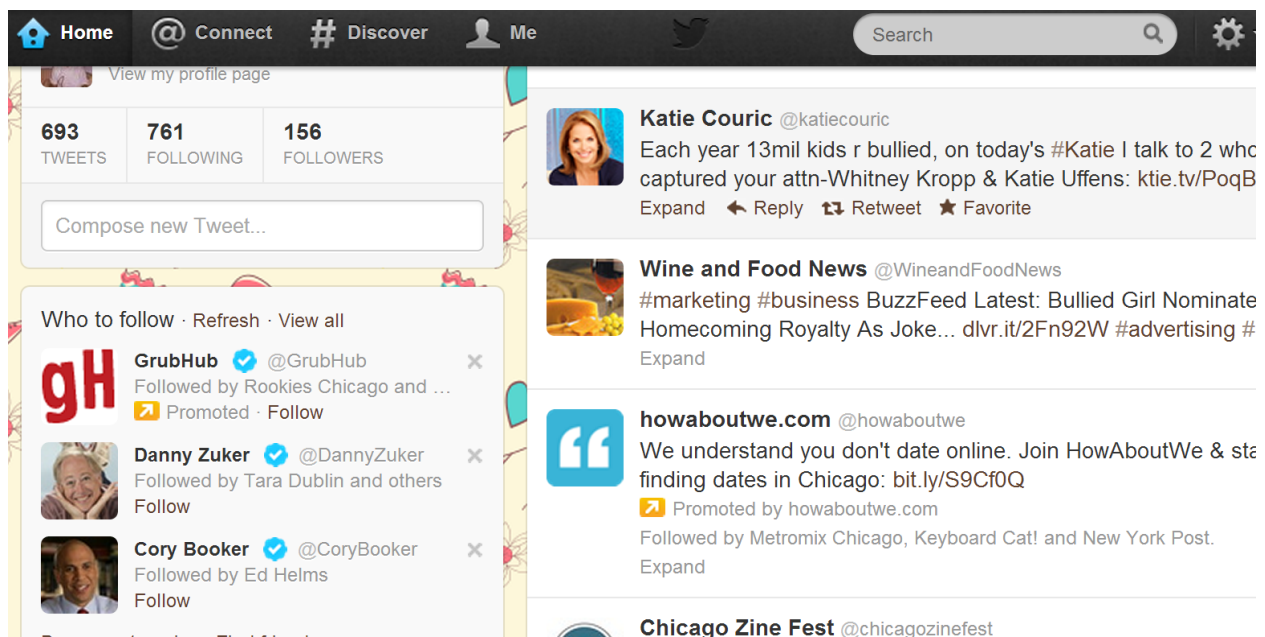 Home Connect Discover Me Search
View my profile page
693 761 156
TWEETS FOLLOWING FOLLOWERS
Compose new Tweet...
Who to follow · Refresh · View all
gH
GrubHub @GrubHub
Followed by Rookies Chicago and ...
Promoted · Follow
Danny Zuker @DannyZuker
Followed by Tara Dublin and others
Follow
Cory Booker @CoryBooker
Followed by Ed Helms
Follow
Katie Couric @katiecouric
Each year 13mil kids r bullied, on today's #Katie I talk to 2 who
captured your attn-Whitney Kropp & Katie Uffens: ktie.tv/PoqB
Expand Reply Retweet Favorite
Wine and Food News @WineandFoodNews
#marketing #business BuzzFeed Latest: Bullied Girl Nominate
Homecoming Royalty As Joke... dlvr.it/2Fn92W #advertising #
Expand
howaboutwe.com @howaboutwe
We understand you don't date online. Join HowAboutWe & sta
finding dates in Chicago: bit.ly/S9Cf0Q
Promoted by howaboutwe.com
Followed by Metromix Chicago, Keyboard Cat! and New York Post.
Expand
Chicago Zine Fest @chicagozinefest